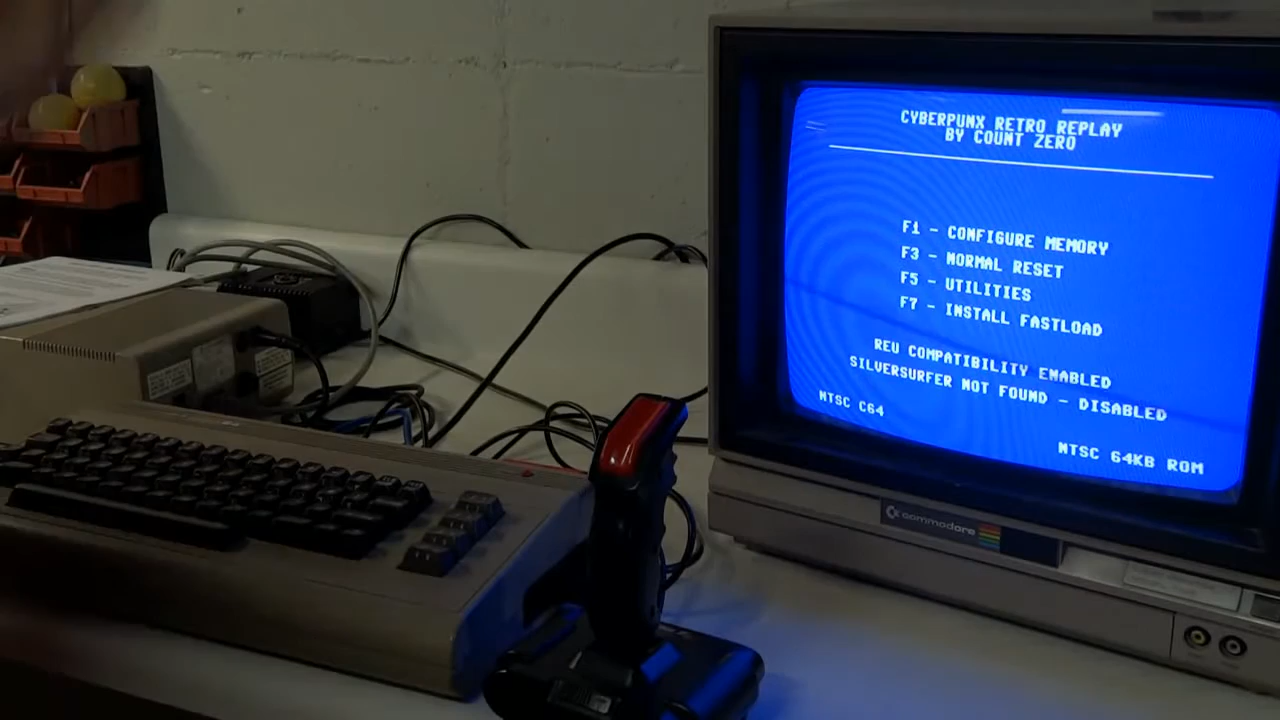 CYBERPUNX RETRO REPLAY
BY COUNT ZERO
F1 - CONFIGURE MEMORY
F3 - NORMAL RESET
F5 - UTILITIES
F7 - INSTALL FASTLOAD
REU COMPATIBILITY ENABLED
SILVERSURFER NOT FOUND - DISABLED
NTSC C64
NTSC 64KB ROM
commodore